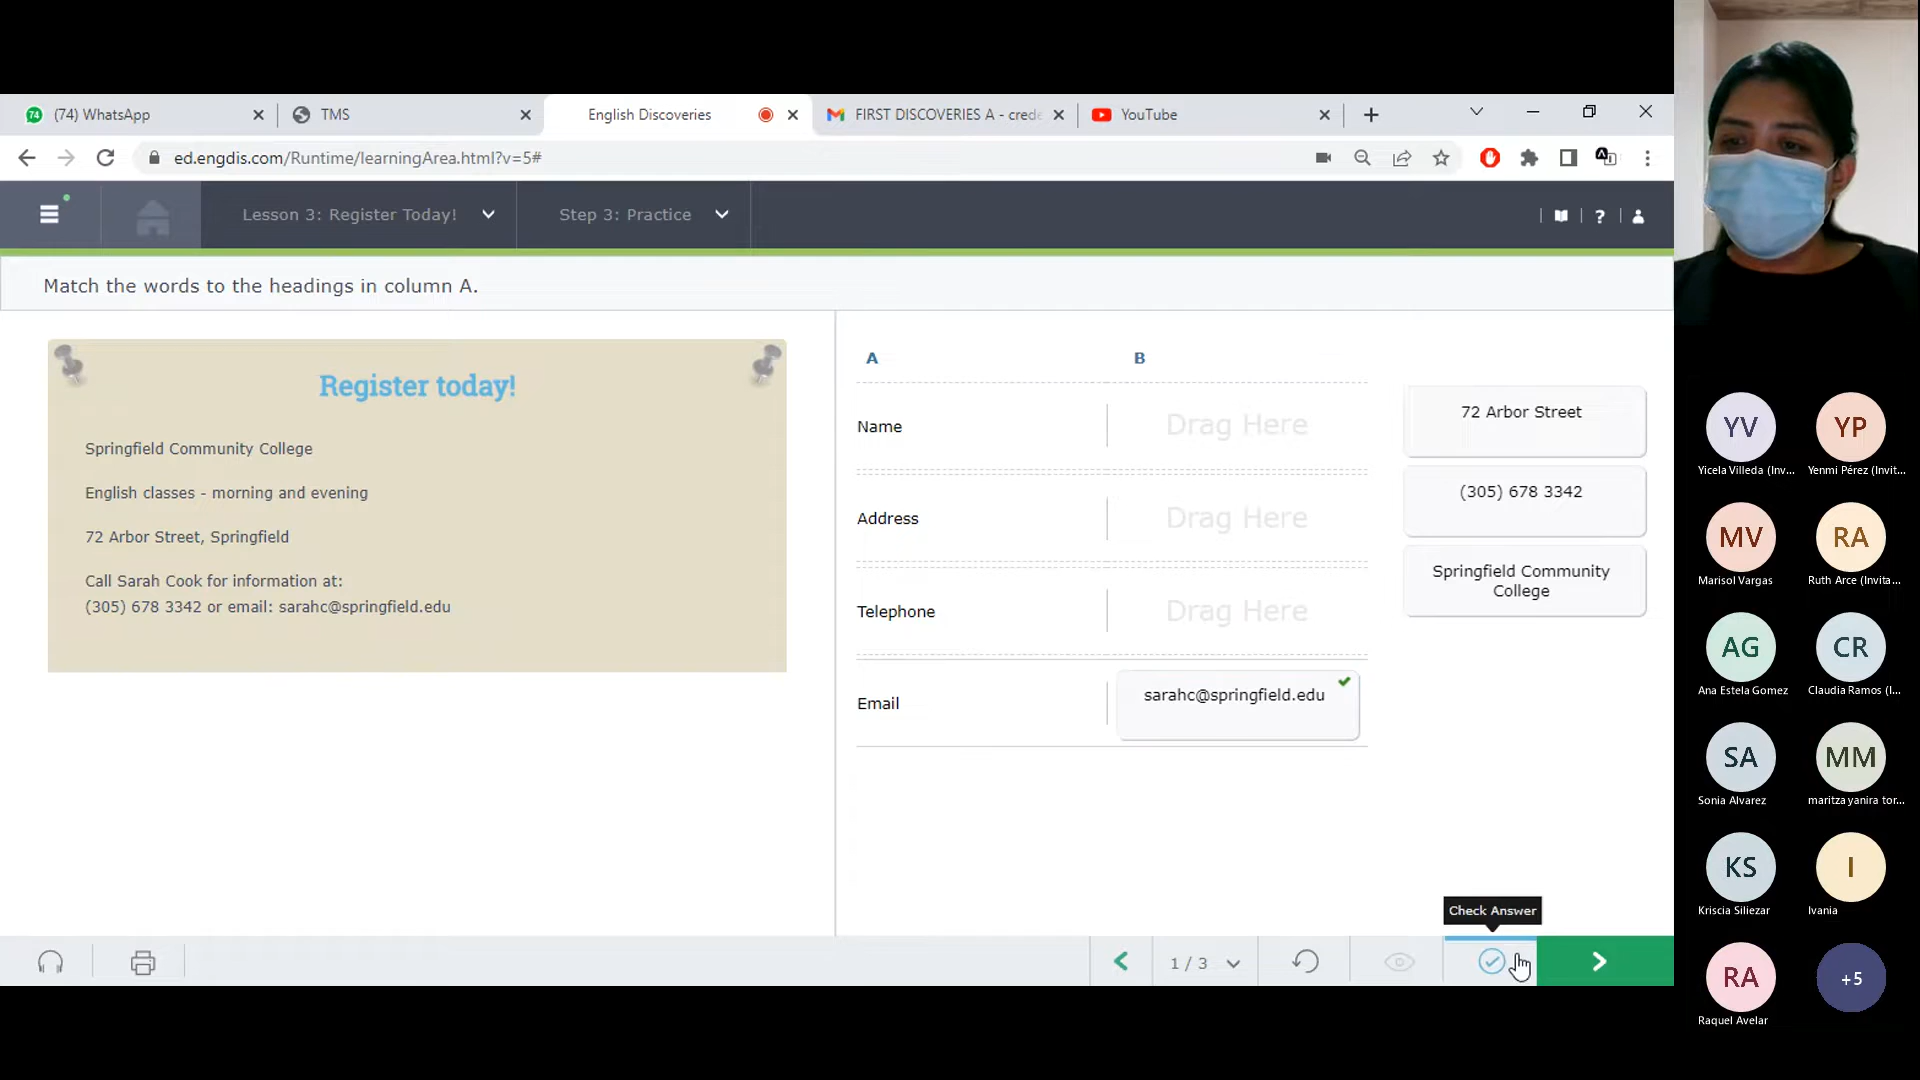 (74) WhatsApp
TMS
English Discoveries
FIRST DISCOVERIES A - crede
YouTube
ed.engdis.com/Runtime/learningArea.html?v=5#
Lesson 3: Register Today!
Step 3: Practice
?
Match the words to the headings in column A.
Register today!
Springfield Community College
English classes - morning and evening
72 Arbor Street, Springfield
Call Sarah Cook for information at:
(305) 678 3342 or email: sarahc@springfield.edu
A
B
Name
Drag Here
Address
Drag Here
Telephone
Drag Here
Email
sarahc@springfield.edu
72 Arbor Street
(305) 678 3342
Springfield Community
College
Check Answer
1 / 3
YV
Yicela Villeda (Inv...
YP
Yenmi Pérez (Invit...
MV
Marisol Vargas
RA
Ruth Arce (Invita...
AG
Ana Estela Gomez
CR
Claudia Ramos (I...
SA
Sonia Alvarez
MM
maritza yanira tor...
KS
Kriscia Siliezar
I
Ivania
RA
Raquel Avelar
+5